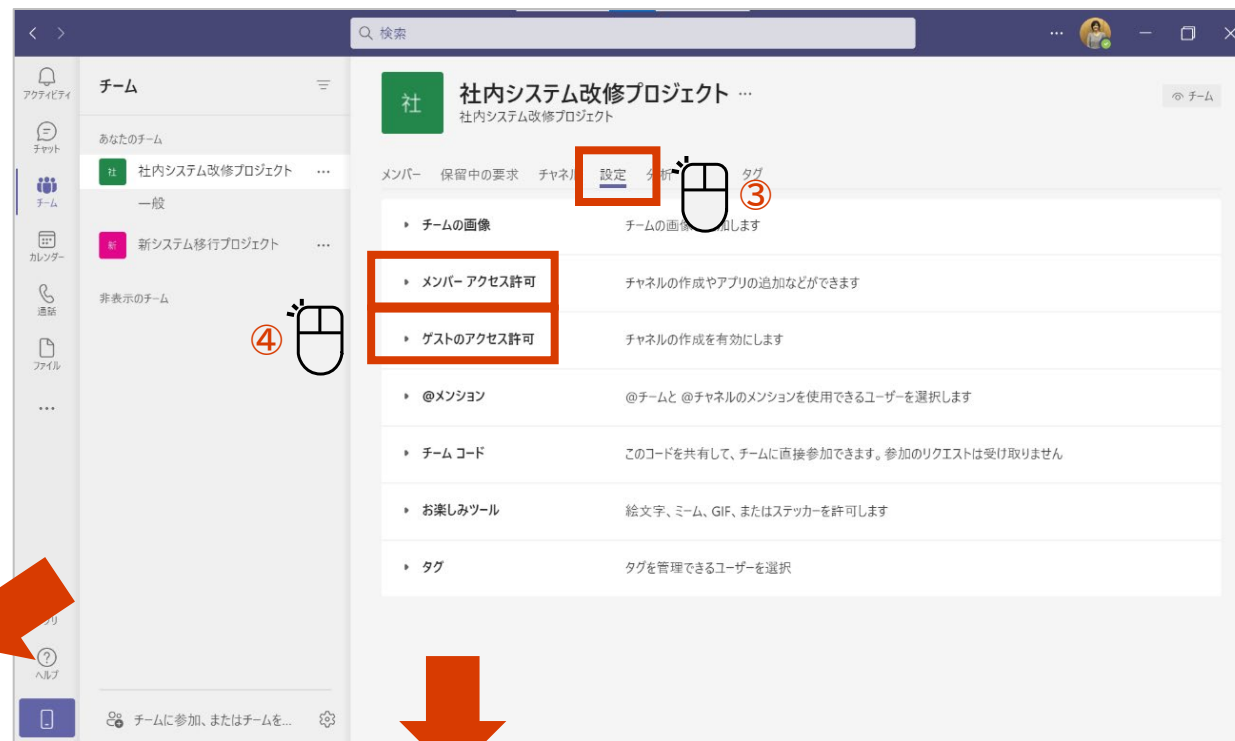 検索
アクティビティ
チャット
チーム
カレンダー
通話
ファイル
ヘルプ
チーム
あなたのチーム
社 社内システム改修プロジェクト
一般
新 新システム移行プロジェクト
非表示のチーム
チームに参加、またはチームを...
社 社内システム改修プロジェクト
社内システム改修プロジェクト
チーム
メンバー 保留中の要求 チャネル 設定 分析 タグ
③
チームの画像 チームの画像 加します
メンバー アクセス許可 チャネルの作成やアプリの追加などができます
④
ゲストのアクセス許可 チャネルの作成を有効にします
@メンション @チームと @チャネルのメンションを使用できるユーザーを選択します
チーム コード このコードを共有して、チームに直接参加できます。参加のリクエストは受け取りません
お楽しみツール 絵文字、ミーム、GIF、またはステッカーを許可します
タグ タグを管理できるユーザーを選択